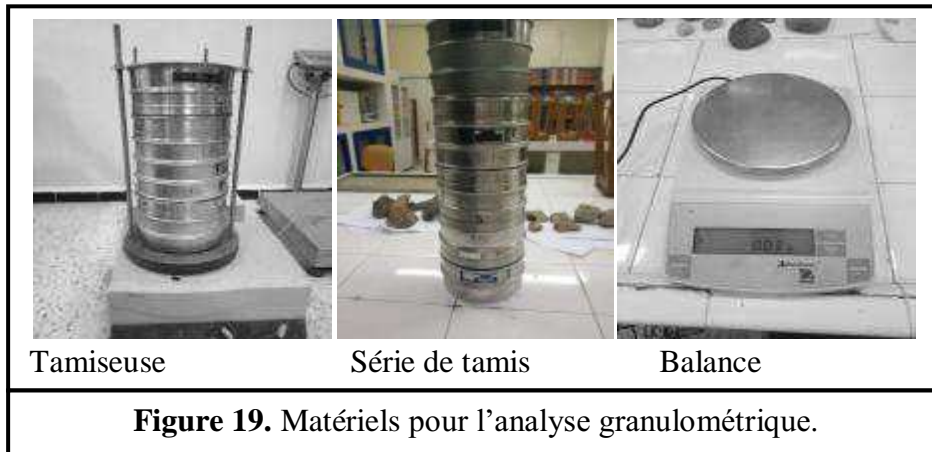 Tamiseuse Série de tamis Balance
Figure 19. Matériels pour l’analyse granulométrique.